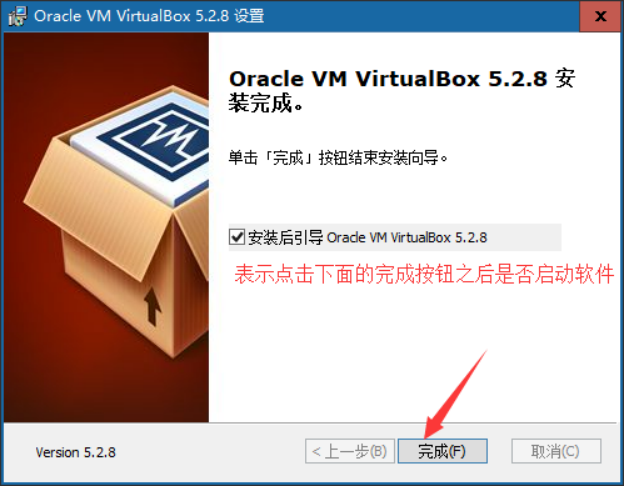 Oracle VM VirtualBox 5.2.8 设置
Oracle VM VirtualBox 5.2.8 安
装完成。
单击「完成」按钮结束安装向导。
安装后引导 Oracle VM VirtualBox 5.2.8
表示点击下面的完成按钮之后是否启动软件
Version 5.2.8
< 上一步(B)
完成(F)
取消(C)